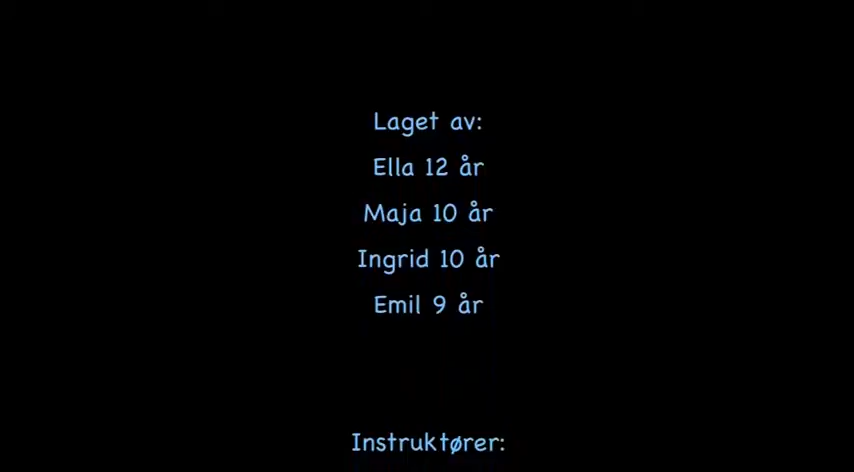 Laget av:
Ella 12 år
Maja 10 år
Ingrid 10 år
Emil 9 år
Instruktører: